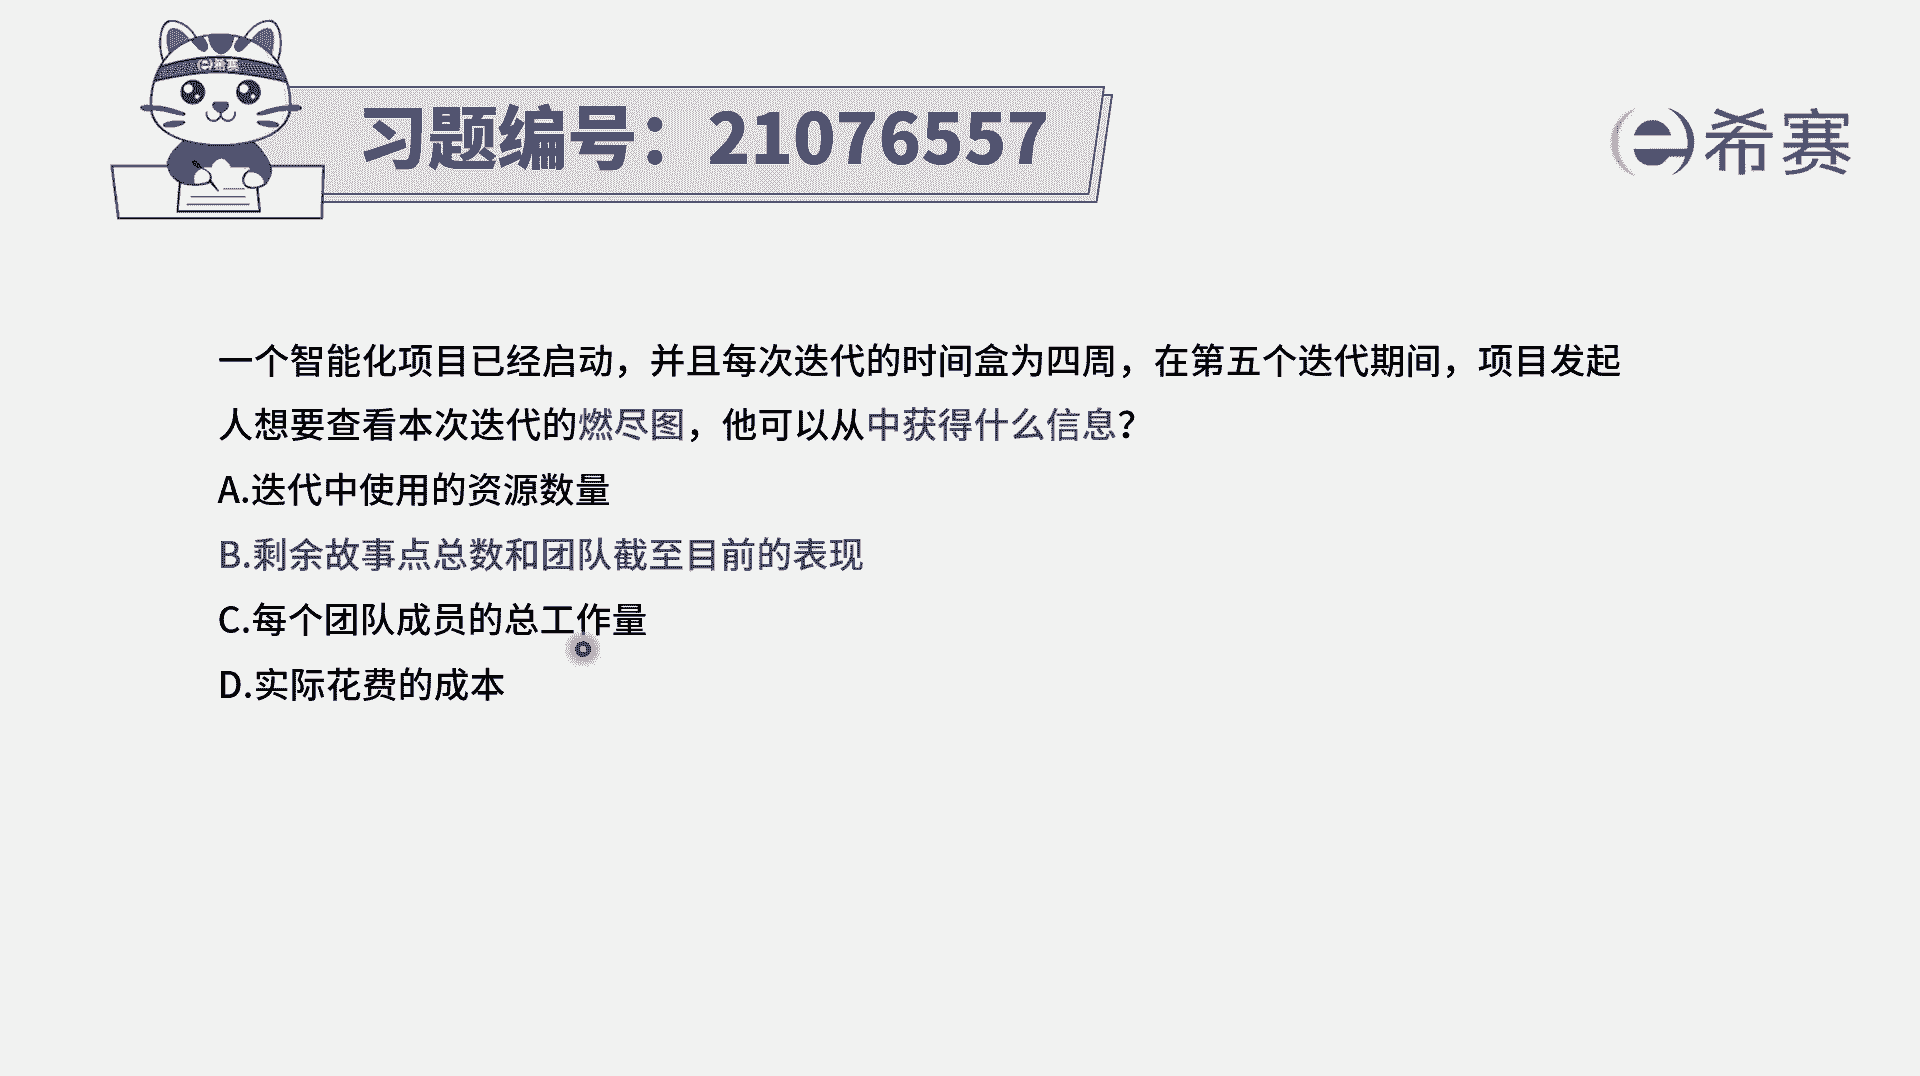 希赛
习题编号：21076557
希赛
一个智能化项目已经启动，并且每次迭代的时间盒为四周，在第五个迭代期间，项目发起
人想要查看本次迭代的燃尽图，他可以从中获得什么信息？
A.迭代中使用的资源数量
B.剩余故事点总数和团队截至目前的表现
C.每个团队成员的总工作量
D.实际花费的成本